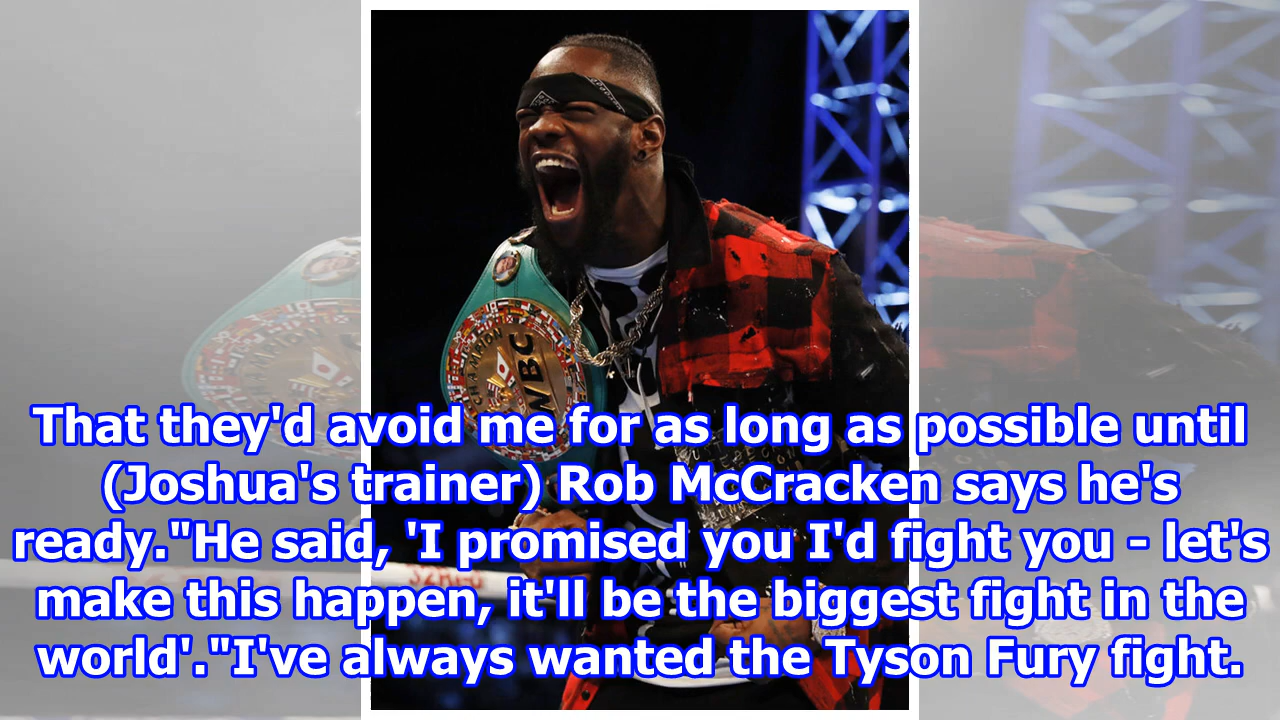 CHAMPION
WBC
That they'd avoid me for as long as possible until
(Joshua's trainer) Rob McCracken says he's
ready."He said, 'I promised you I'd fight you - let's
make this happen, it'll be the biggest fight in the
world'."I've always wanted the Tyson Fury fight.